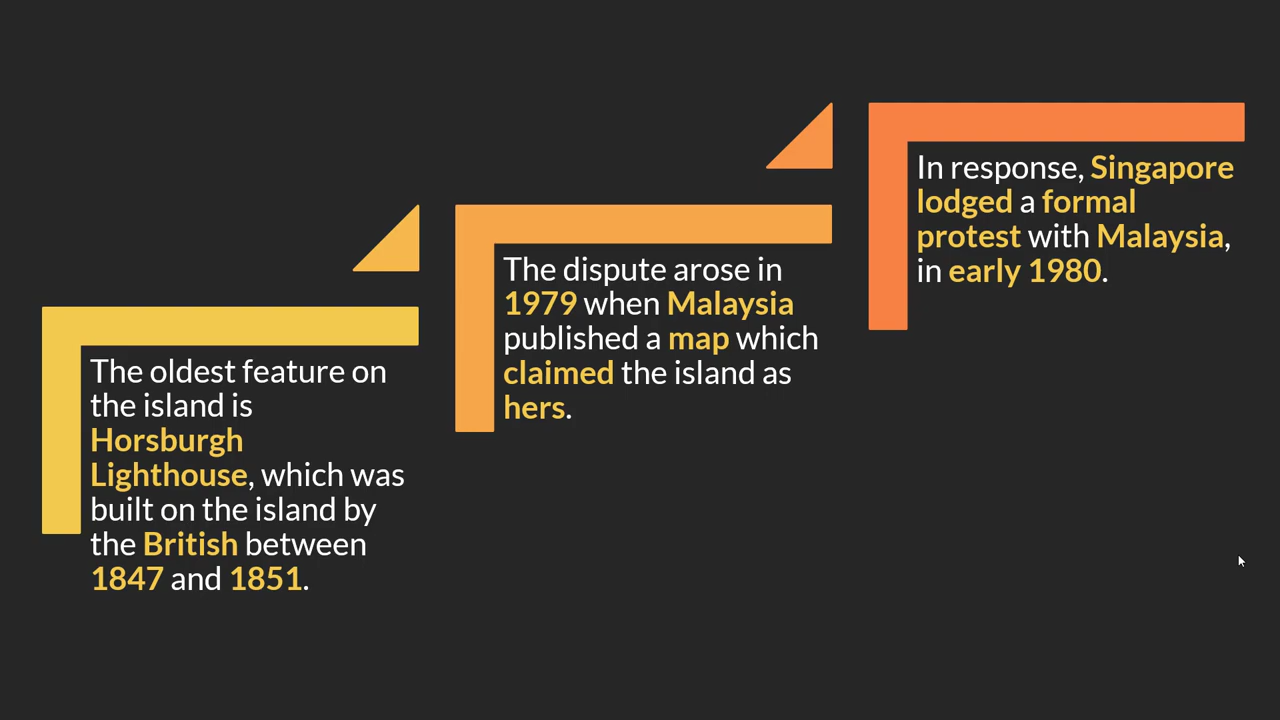 The oldest feature on
the island is
Horsburgh
Lighthouse, which was
built on the island by
the British between
1847 and 1851.
The dispute arose in
1979 when Malaysia
published a map which
claimed the island as
hers.
In response, Singapore
lodged a formal
protest with Malaysia,
in early 1980.